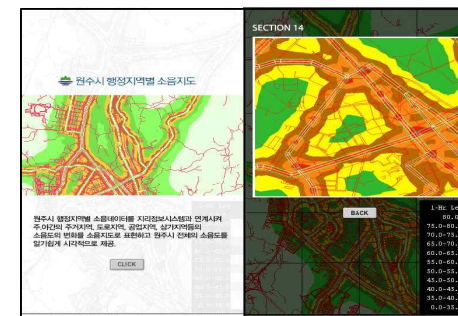 원주시 행정지역별 소음지도
원주시 행정지역별 소음데이터를 지리정보시스템과 연계시켜
주.야간의 주거지역, 도로지역, 공업지역, 상가지역등의
소음도의 변화를 소음지도로 표현하고 원주시 전체의 소음도를
알기쉽게 시각적으로 제공.
CLICK
SECTION 14
BACK
1-Hr Le
80.0
75.0-80.
70.0-75.
65.0-70.
60.0-65.
55.0-60.
50.0-55.
45.0-50.
40.0-45.
35.0-40.
0.0-35.